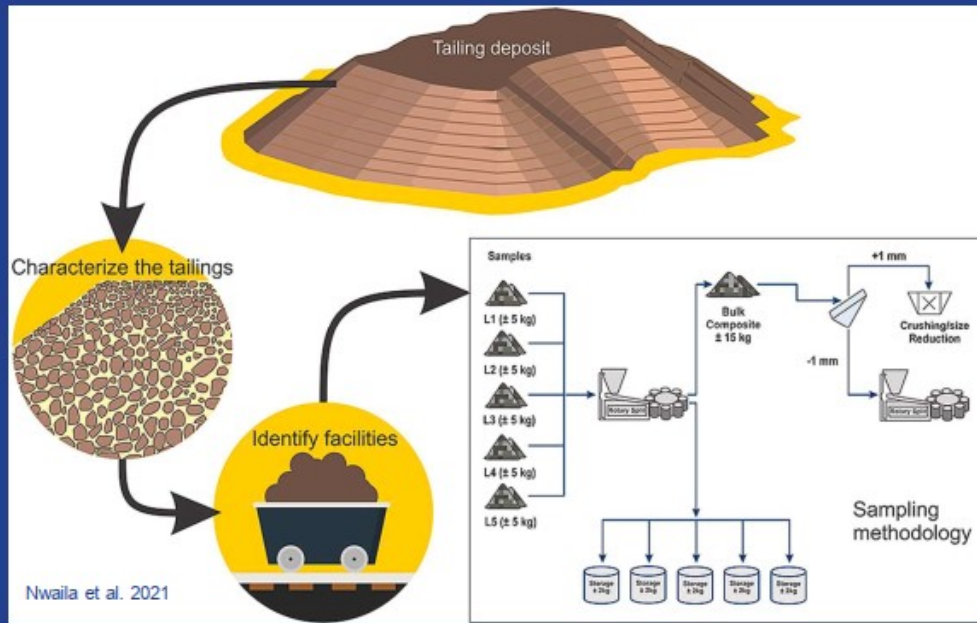 Tailing deposit
Characterize the tailings
Identify facilities
Nwaila et al. 2021
Samples
L1 (± 5 kg)
L2 (± 5 kg)
L3 (± 5 kg)
L4 (± 5 kg)
L5 (± 5 kg)
Rotary Split
Bulk
Composite
± 15 kg
+1 mm
Crushing/size
Reduction
-1 mm
Rotary Split
Storage
± 2kg
Storage
± 2kg
Storage
± 2kg
Storage
± 2kg
Storage
± 2kg
Sampling
methodology